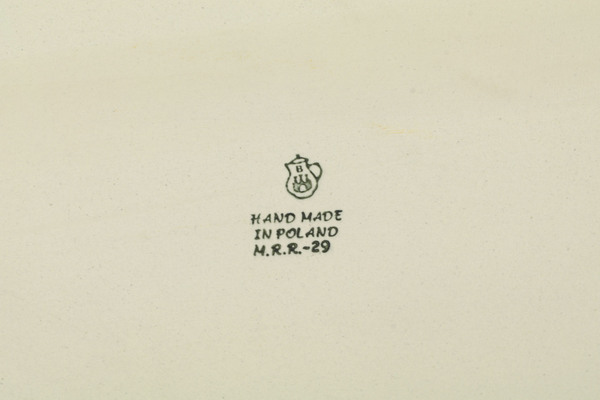 B
HAND MADE
IN POLAND
M.R.R.-29